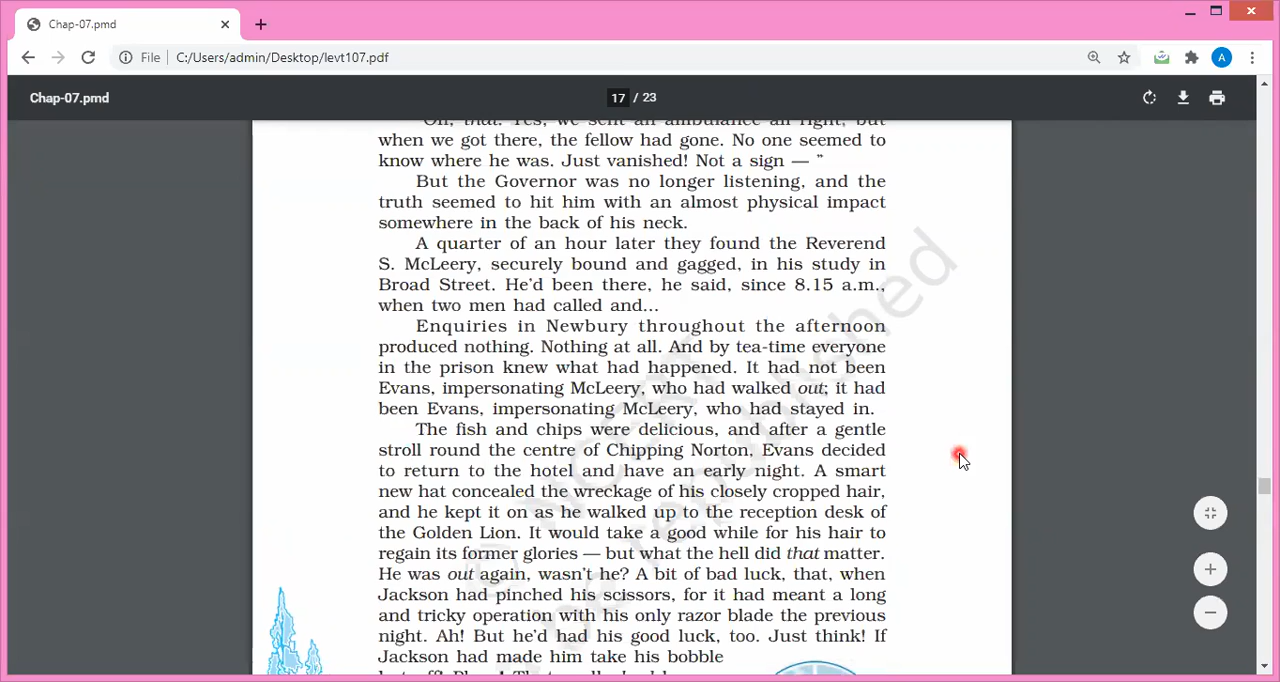 Chap-07.pmd
File
C:/Users/admin/Desktop/levt107.pdf
A
Chap-07.pmd
17 / 23
"Oh, that. Yes, we sent an ambulance all right, but
when we got there, the fellow had gone. No one seemed to
know where he was. Just vanished! Not a sign — ”
But the Governor was no longer listening, and the
truth seemed to hit him with an almost physical impact
somewhere in the back of his neck.
A quarter of an hour later they found the Reverend
S. McLeery, securely bound and gagged, in his study in
Broad Street. He'd been there, he said, since 8.15 a.m.,
when two men had called and...
Enquiries in Newbury throughout the afternoon
produced nothing. Nothing at all. And by tea-time everyone
in the prison knew what had happened. It had not been
Evans, impersonating McLeery, who had walked out; it had
been Evans, impersonating McLeery, who had stayed in.
The fish and chips were delicious, and after a gentle
stroll round the centre of Chipping Norton, Evans decided
to return to the hotel and have an early night. A smart
new hat concealed the wreckage of his closely cropped hair,
and he kept it on as he walked up to the reception desk of
the Golden Lion. It would take a good while for his hair to
regain its former glories — but what the hell did that matter.
He was out again, wasn't he? A bit of bad luck, that, when
Jackson had pinched his scissors, for it had meant a long
and tricky operation with his only razor blade the previous
night. Ah! But he'd had his good luck, too. Just think! If
Jackson had made him take his bobble
© NCERT
be republished